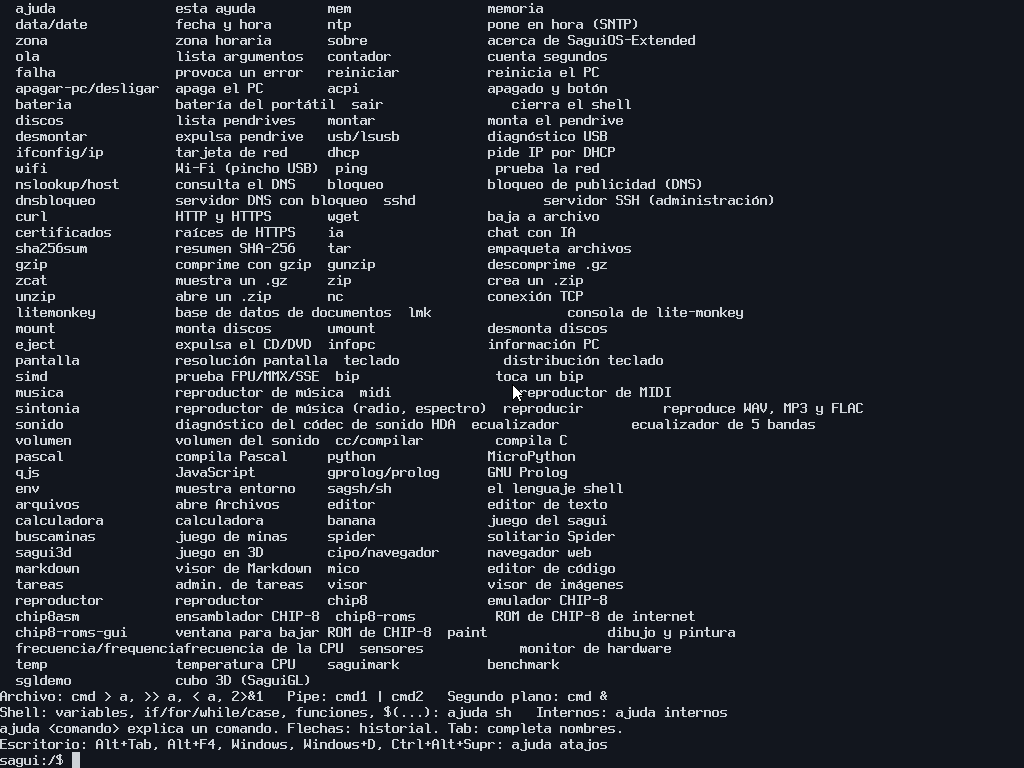 ajuda esta ayuda mem memoria
data/date fecha y hora ntp pone en hora (SNTP)
zona zona horaria sobre acerca de SaguiOS-Extended
ola lista argumentos contador cuenta segundos
falha provoca un error reiniciar reinicia el PC
apagar-pc/desligar apaga el PC acpi apagado y botón
bateria batería del portátil sair cierra el shell
discos lista pendrives montar monta el pendrive
desmontar expulsa pendrive usb/lsusb diagnóstico USB
ifconfig/ip tarjeta de red dhcp pide IP por DHCP
wifi Wi-Fi (pincho USB) ping prueba la red
nslookup/host consulta el DNS bloqueo bloqueo de publicidad (DNS)
dnsbloqueo servidor DNS con bloqueo sshd servidor SSH (administración)
curl HTTP y HTTPS wget baja a archivo
certificados raíces de HTTPS ia chat con IA
sha256sum resumen SHA-256 tar empaqueta archivos
gzip comprime con gzip gunzip descomprime .gz
zcat muestra un .gz zip crea un .zip
unzip abre un .zip nc conexión TCP
litemonkey base de datos de documentos lmk consola de lite-monkey
mount monta discos umount desmonta discos
eject expulsa el CD/DVD infopc información PC
pantalla resolución pantalla teclado distribución teclado
simd prueba FPU/MMX/SSE bip toca un bip
musica reproductor de música midi reproductor de MIDI
sintonia reproductor de música (radio, espectro) reproducir reproduce WAV, MP3 y FLAC
sonido diagnóstico del códec de sonido HDA ecualizador ecualizador de 5 bandas
volumen volumen del sonido cc/compilar compila C
pascal compila Pascal python MicroPython
qjs JavaScript gprolog/prolog GNU Prolog
env muestra entorno sagsh/sh el lenguaje shell
arquivos abre Archivos editor editor de texto
calculadora calculadora banana juego del sagui
buscaminas juego de minas spider solitario Spider
sagui3d juego en 3D cipo/navegador navegador web
markdown visor de Markdown mico editor de código
tareas admin. de tareas visor visor de imágenes
reproductor reproductor chip8 emulador CHIP-8
chip8asm ensamblador CHIP-8 chip8-roms ROM de CHIP-8 de internet
chip8-roms-gui ventana para bajar ROM de CHIP-8 paint dibujo y pintura
frecuencia/frequenciafrecuencia de la CPU sensores monitor de hardware
temp temperatura CPU saguimark benchmark
sgldemo cubo 3D (SaguiGL)
Archivo: cmd > a, >> a, < a, 2>&1 Pipe: cmd1 | cmd2 Segundo plano: cmd &
Shell: variables, if/for/while/case, funciones, $(...): ajuda sh Internos: ajuda internos
ajuda <comando> explica un comando. Flechas: historial. Tab: completa nombres.
Escritorio: Alt+Tab, Alt+F4, Windows, Windows+D, Ctrl+Alt+Supr: ajuda atajos
sagui:/$